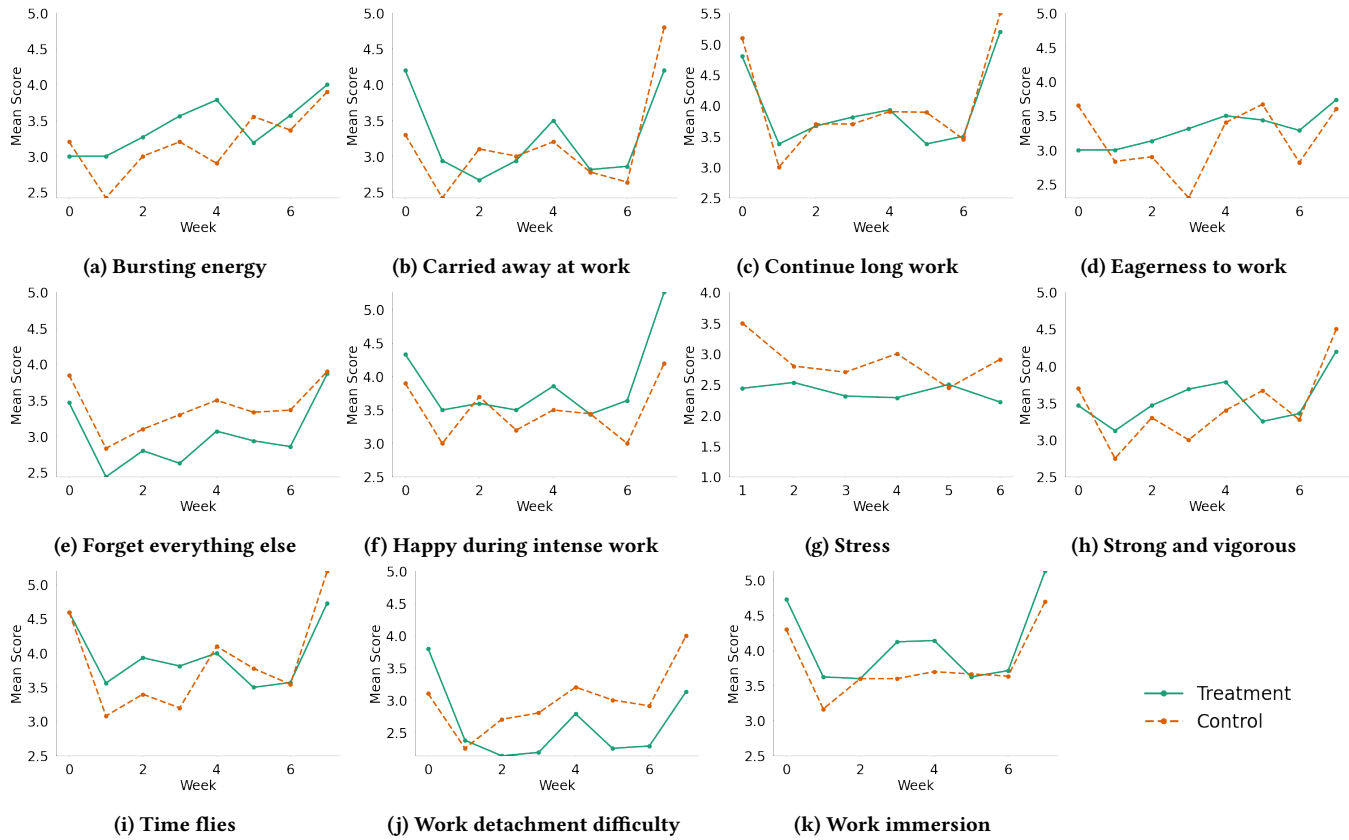 5.0
4.5
4.0
3.5
3.0
2.5
Mean Score
0 2 4 6
Week
(a) Bursting energy
5.0
4.5
4.0
3.5
3.0
2.5
Mean Score
0 2 4 6
Week
(b) Carried away at work
5.5
5.0
4.5
4.0
3.5
3.0
2.5
Mean Score
0 2 4 6
Week
(c) Continue long work
5.0
4.5
4.0
3.5
3.0
2.5
Mean Score
0 2 4 6
Week
(d) Eagerness to work
5.0
4.5
4.0
3.5
3.0
2.5
Mean Score
0 2 4 6
Week
(e) Forget everything else
5.0
4.5
4.0
3.5
3.0
2.5
Mean Score
0 2 4 6
Week
(f) Happy during intense work
4.0
3.5
3.0
2.5
2.0
1.5
1.0
Mean Score
1 2 3 4 5 6
Week
(g) Stress
5.0
4.5
4.0
3.5
3.0
2.5
Mean Score
0 2 4 6
Week
(h) Strong and vigorous
5.0
4.5
4.0
3.5
3.0
2.5
Mean Score
0 2 4 6
Week
(i) Time flies
5.0
4.5
4.0
3.5
3.0
2.5
Mean Score
0 2 4 6
Week
(j) Work detachment difficulty
5.0
4.5
4.0
3.5
3.0
2.5
Mean Score
0 2 4 6
Week
(k) Work immersion
Treatment
Control